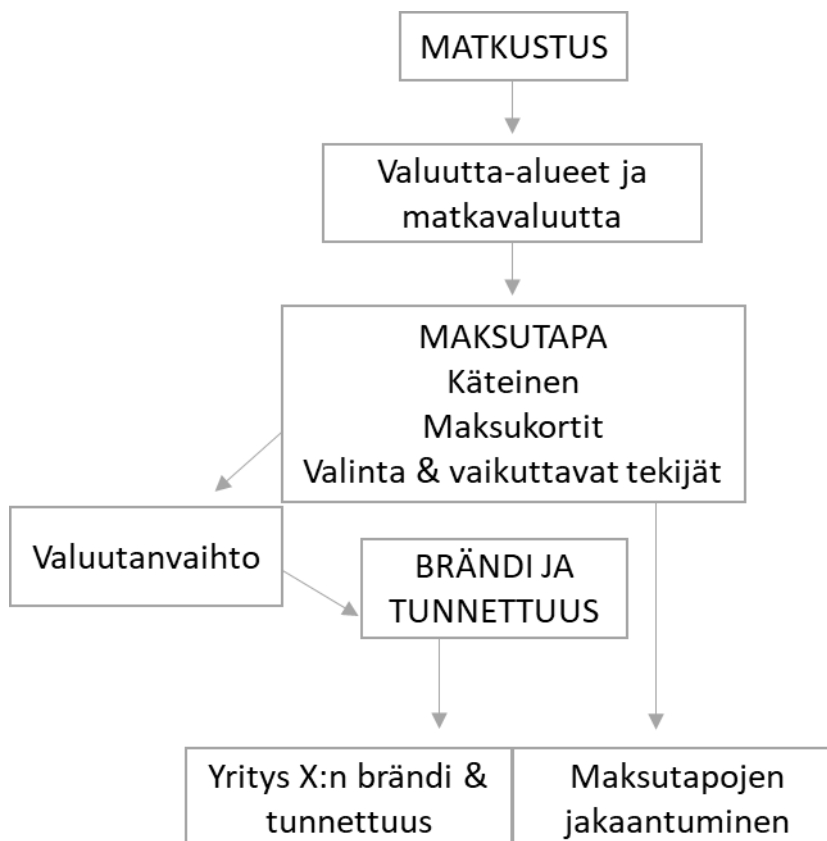 MATKUSTUS
Valuutta-alueet ja
matkavaluutta
MAKSUTAPA
Käteinen
Maksukortit
Valinta & vaikuttavat tekijät
Valuutanvaihto
BRÄNDI JA
TUNNETTUUS
Yritys X:n brändi &
tunnettuus
Maksutapojen
jakaantuminen